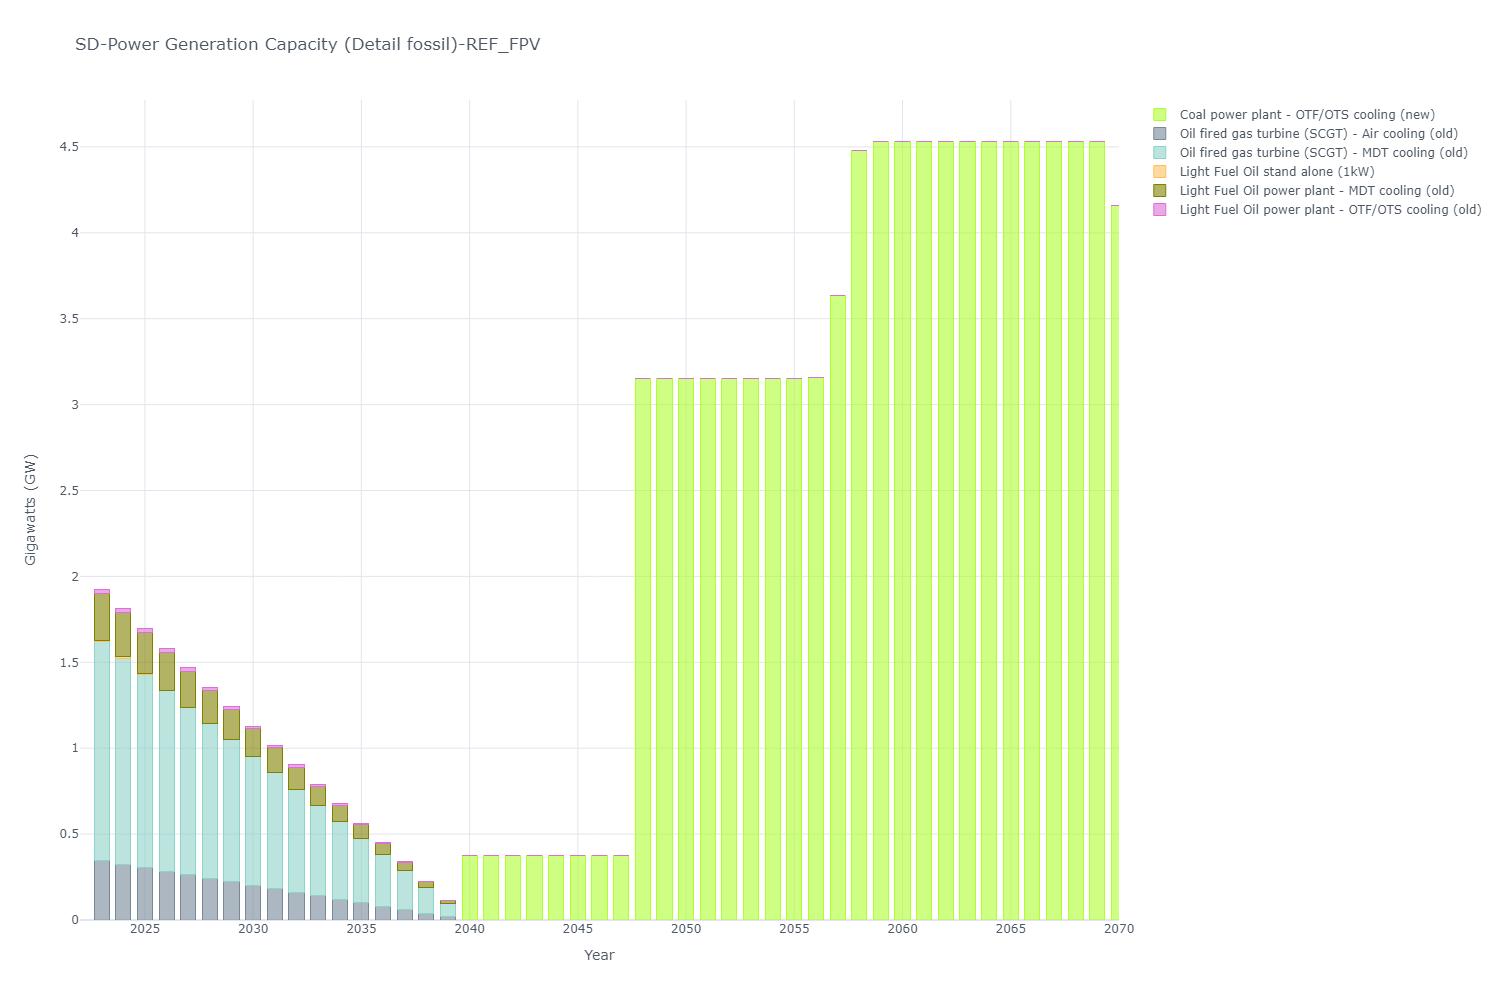 SD-Power Generation Capacity (Detail fossil)-REF_FPV
Coal power plant - OTF/OTS cooling (new)
Oil fired gas turbine (SCGT) - Air cooling (old)
Oil fired gas turbine (SCGT) - MDT cooling (old)
Light Fuel Oil stand alone (1kW)
Light Fuel Oil power plant - MDT cooling (old)
Light Fuel Oil power plant - OTF/OTS cooling (old)
Gigawatts (GW)
4.5
4
3.5
3
2.5
2
1.5
1
0.5
0
2025 2030 2035 2040 2045 2050 2055 2060 2065 2070
Year